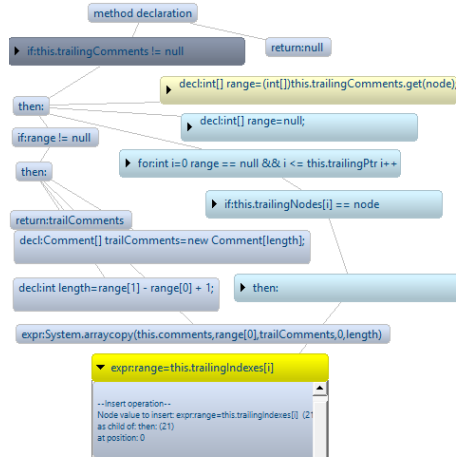 method declaration
if:this.trailingComments != null
return:null
decl:int[] range=(int[])this.trailingComments.get(node);
then:
decl:int[] range=null;
if:range != null
for:int i=0 range == null && i <= this.trailingPtr i++
then:
if:this.trailingNodes[i] == node
return:trailComments
decl:Comment[] trailComments=new Comment[length];
decl:int length=range[1] - range[0] + 1;
then:
expr:System.arraycopy(this.comments,range[0],trailComments,0,length)
expr:range=this.trailingIndexes[i]
--Insert operation--
Node value to insert: expr:range=this.trailingIndexes[i] (21
as child of: then: (21)
at position: 0